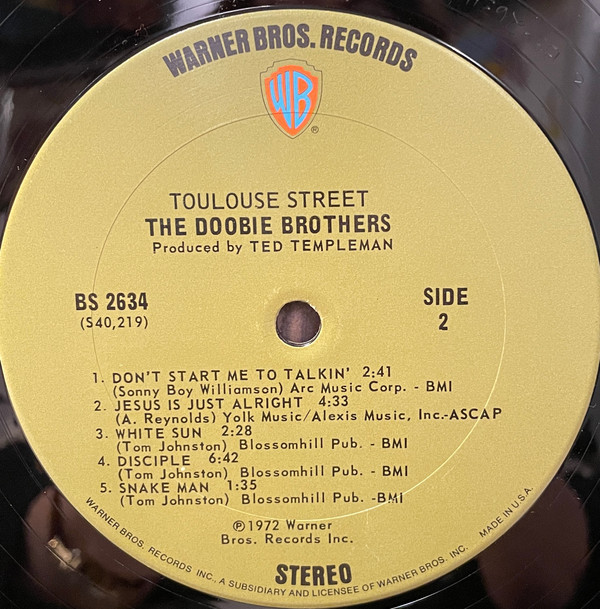 WARNER BROS. RECORDS
WB
®
TOULOUSE STREET
THE DOOBIE BROTHERS
Produced by TED TEMPLEMAN
BS 2634
(S40,219)
SIDE
2
1. DON'T START ME TO TALKIN' 2:41
(Sonny Boy Williamson) Arc Music Corp. - BMI
2. JESUS IS JUST ALRIGHT 4:33
(A. Reynolds) Yolk Music/Alexis Music, Inc.-ASCAP
3. WHITE SUN 2:28
(Tom Johnston) Blossomhill Pub. - BMI
4. DISCIPLE 6:42
(Tom Johnston) Blossomhill Pub. - BMI
5. SNAKE MAN 1:35
(Tom Johnston) Blossomhill Pub. -BMI
℗1972 Warner
Bros. Records Inc.
STEREO
WARNER BROS. RECORDS INC. A SUBSIDIARY AND LICENSEE OF WARNER BROS. INC. MADE IN U.S.A.